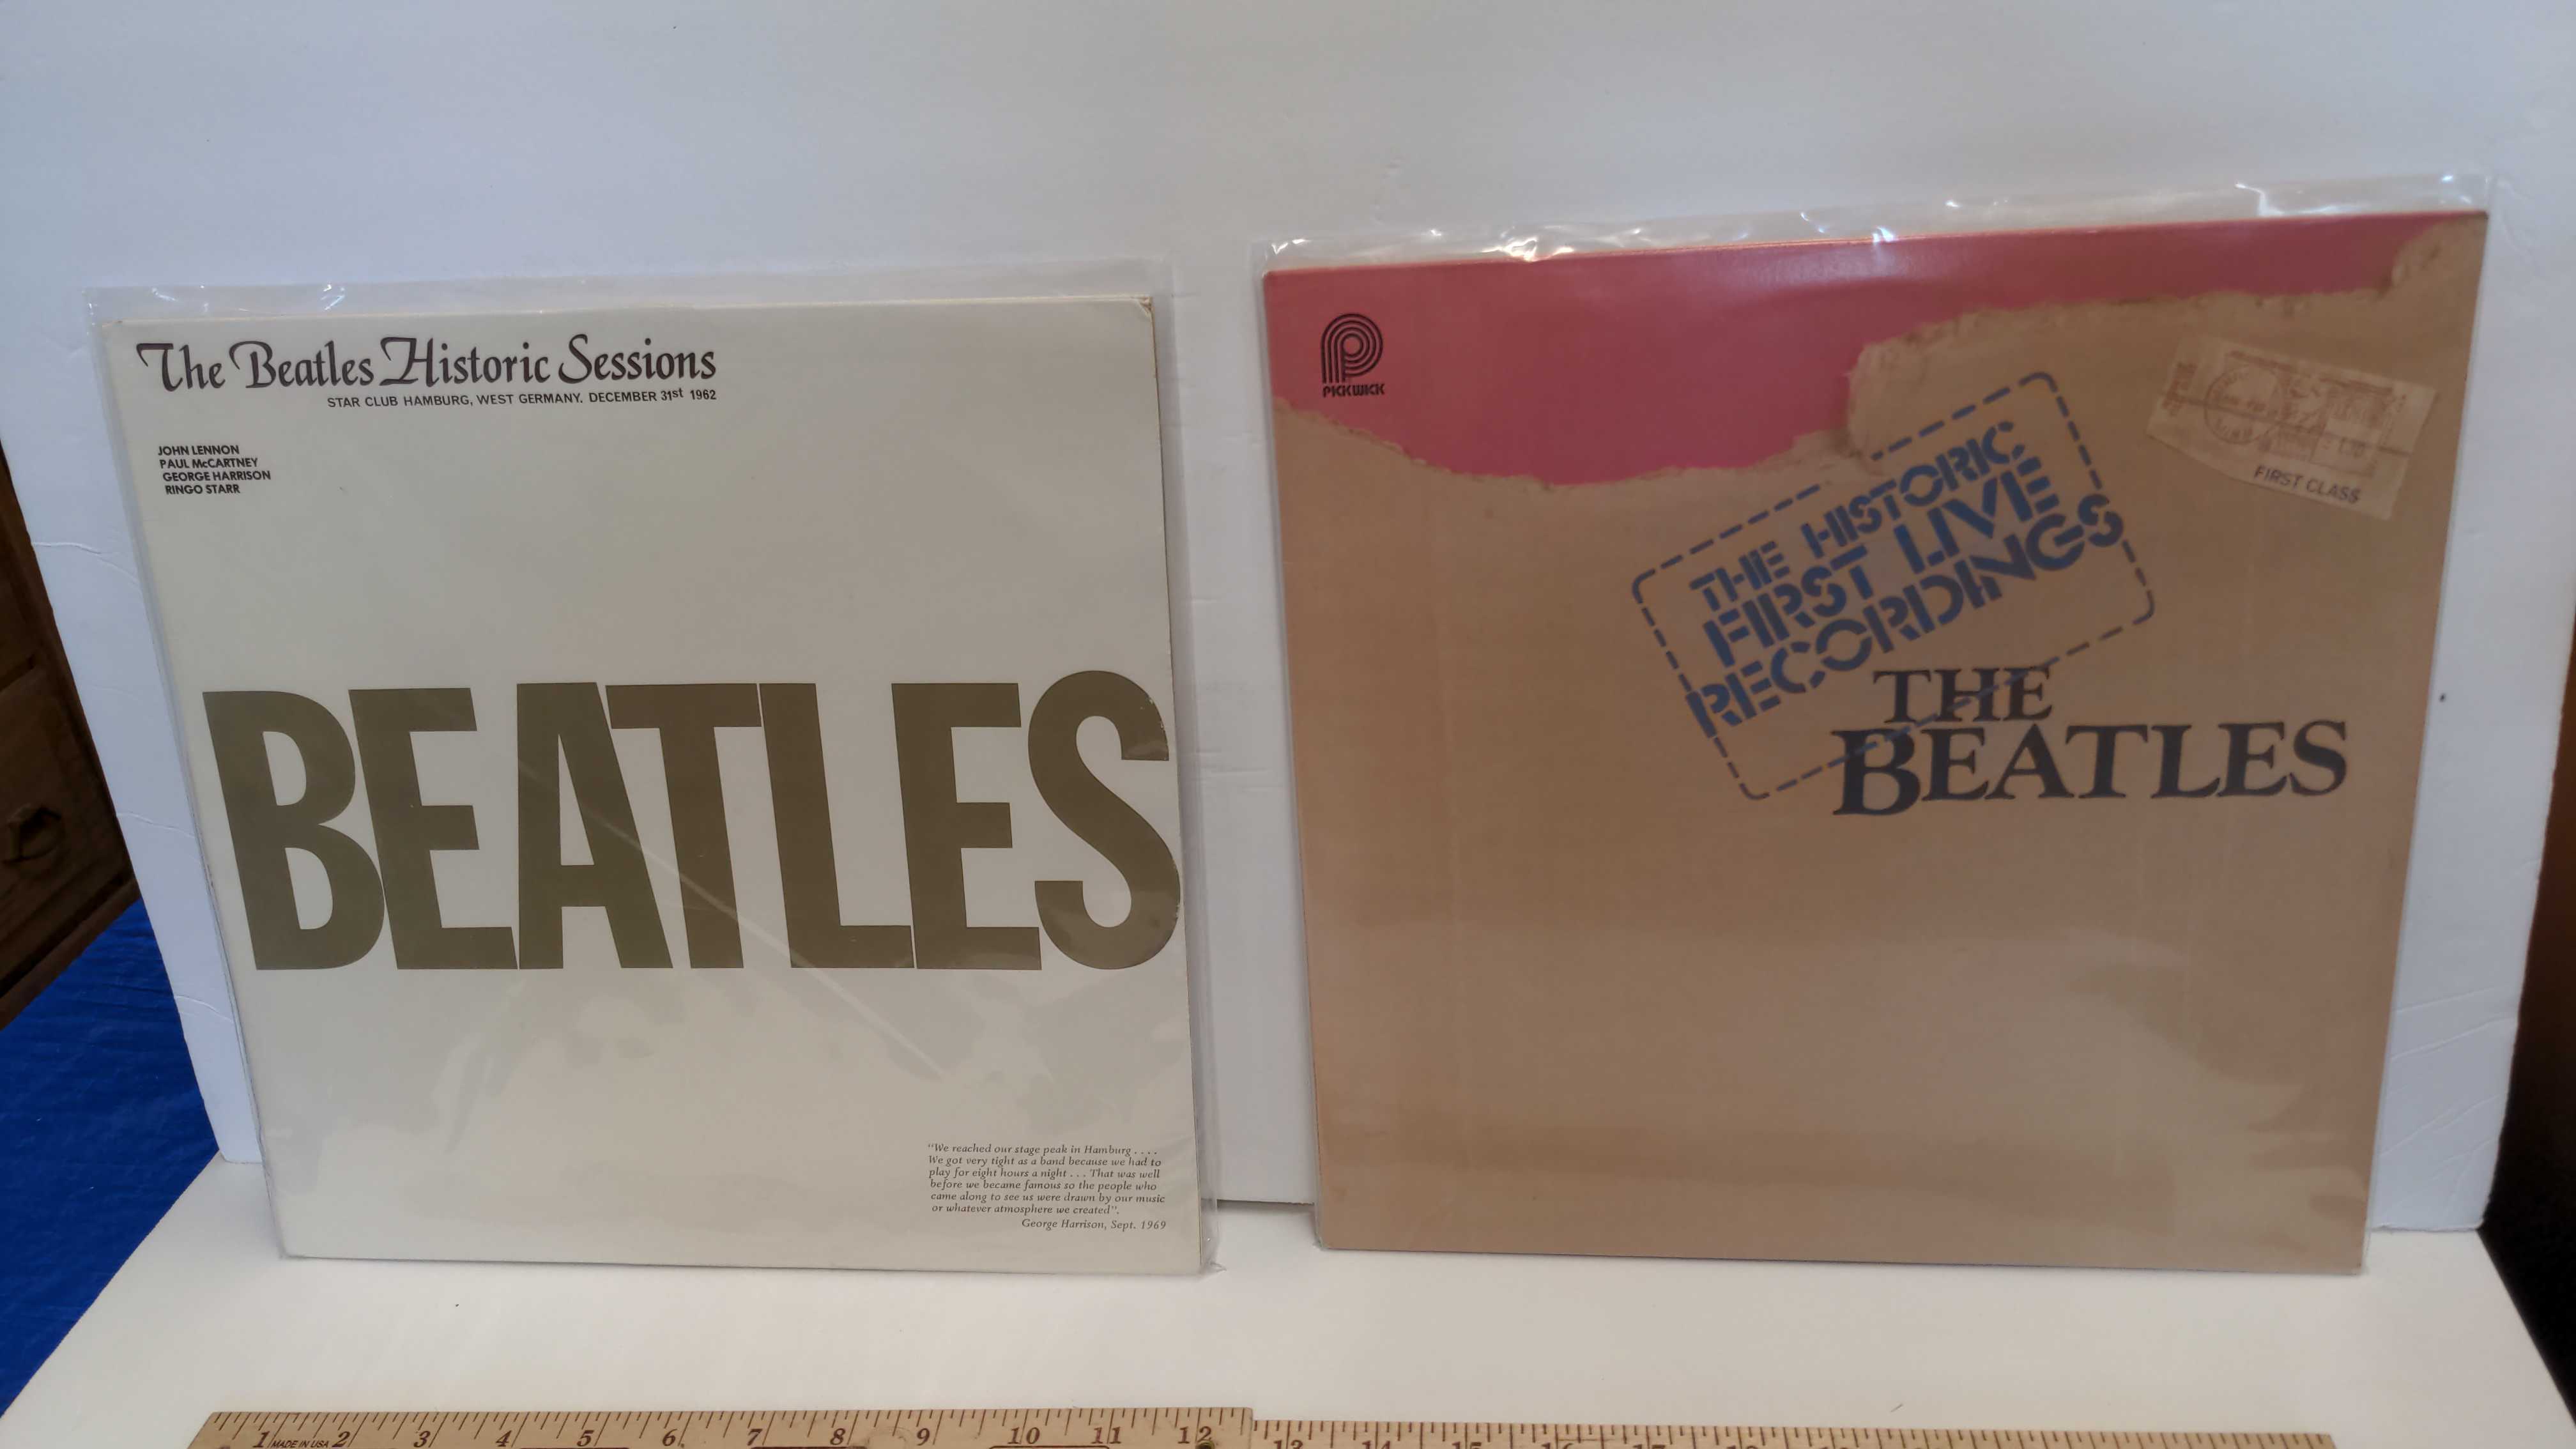 The Beatles Historic Sessions
STAR CLUB HAMBURG, WEST GERMANY. DECEMBER 31st 1962
JOHN LENNON
PAUL McCARTNEY
GEORGE HARRISON
RINGO STARR
BEATLES
"We reached our stage peak in Hamburg . . . .
We got very tight as a band because we had to
play for eight hours a night . . . That was well
before we became famous so the people who
came along to see us were drawn by our music
or whatever atmosphere we created".
George Harrison, Sept. 1969
PICKWICK
FIRST CLASS
THE HISTORIC
FIRST LIVE
RECORDINGS
THE
BEATLES
1 MADE IN USA 2 3 4 5 6 7 8 9 10 11 12 13 14 15 16 17